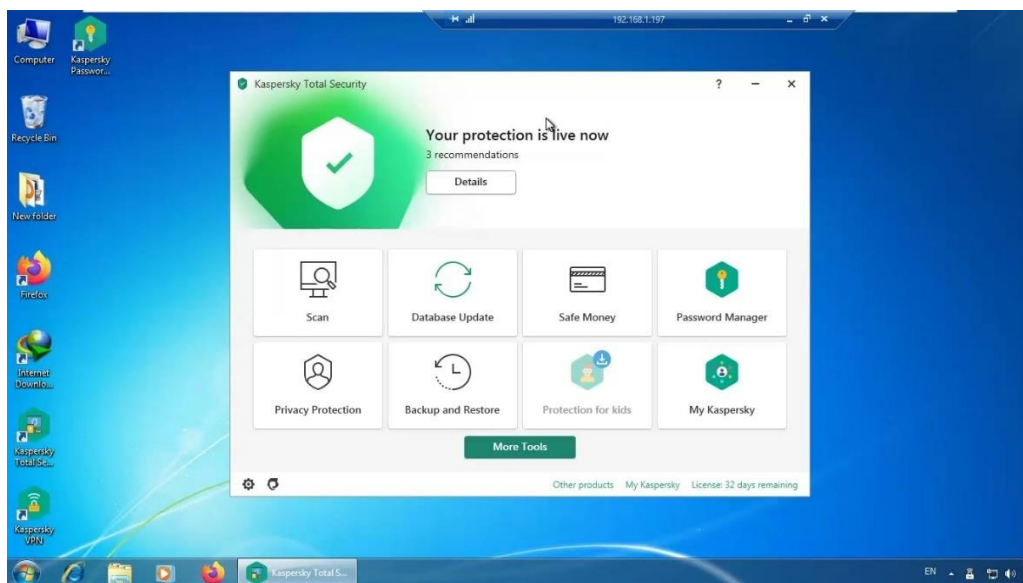 192.168.1.197
Computer
Kaspersky
Passwor...
Recycle Bin
New folder
Firefox
Internet
Downlo...
Kaspersky
Total Se...
Kaspersky
VPN
Kaspersky Total Security
?
Your protection is live now
3 recommendations
Details
Scan
Database Update
Safe Money
Password Manager
Privacy Protection
Backup and Restore
Protection for kids
My Kaspersky
More Tools
Other products My Kaspersky License: 32 days remaining
Kaspersky Total S...
EN